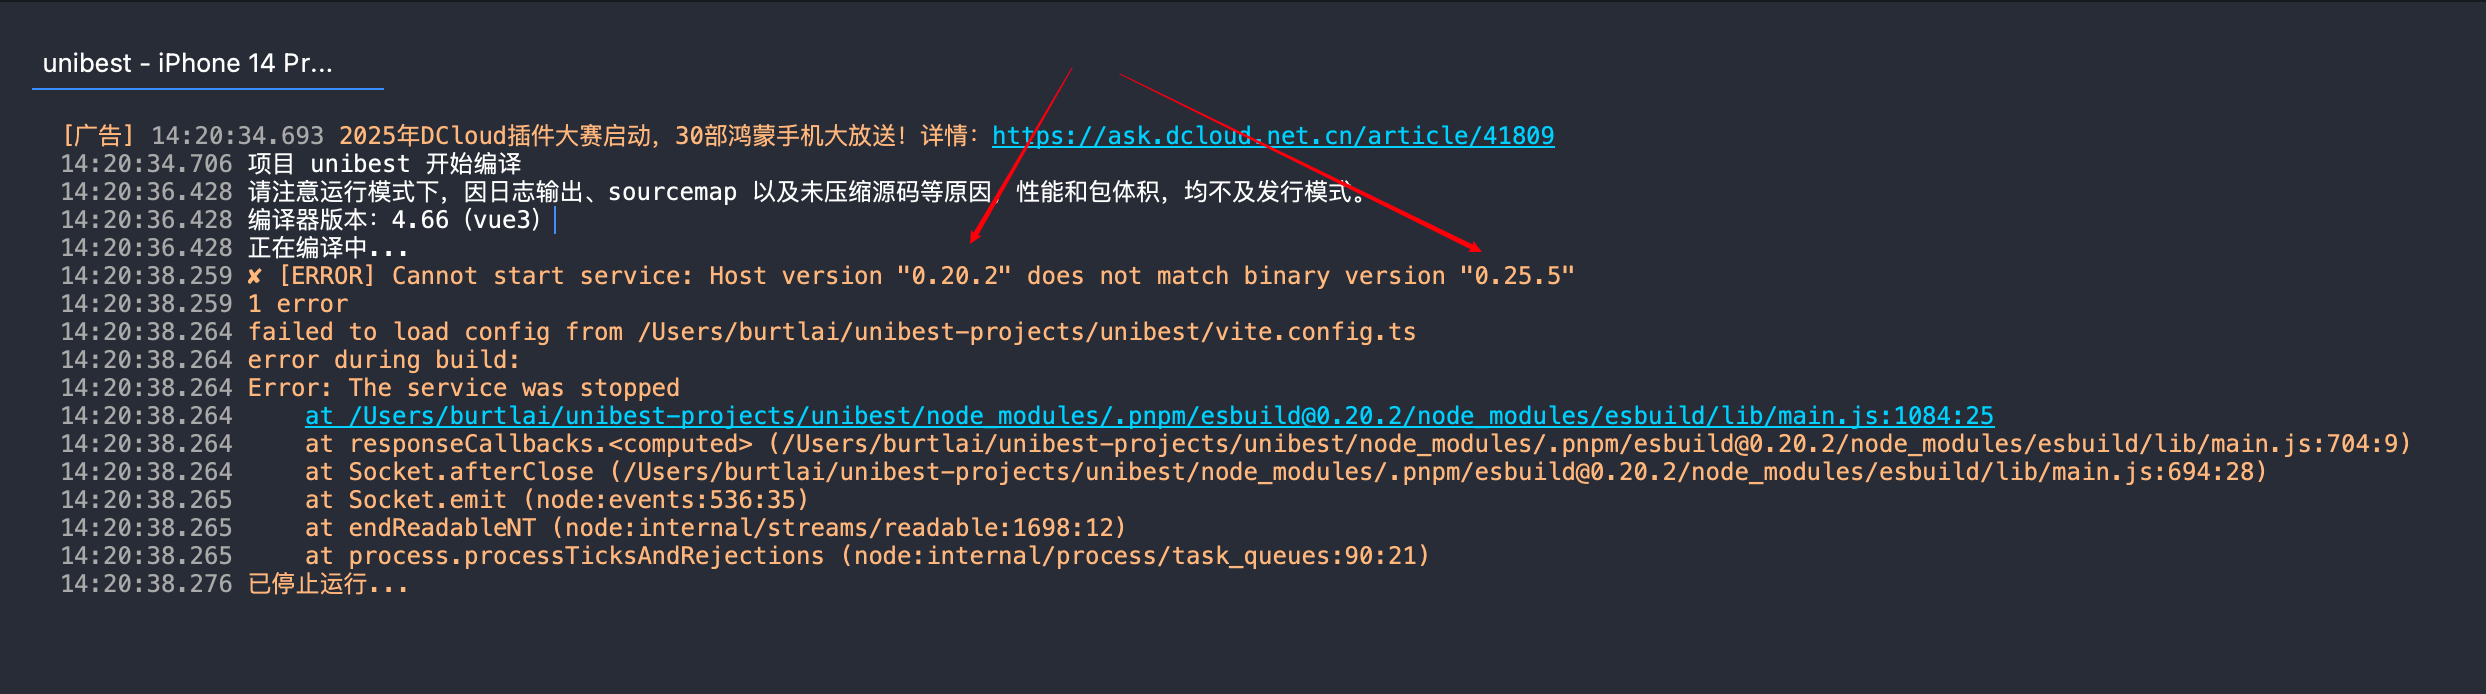 unibest - iPhone 14 Pr...
[广告] 14:20:34.693 2025年DCloud插件大赛启动，30部鸿蒙手机大放送！详情：https://ask.dcloud.net.cn/article/41809
14:20:34.706 项目 unibest 开始编译
14:20:36.428 请注意运行模式下，因日志输出、sourcemap 以及未压缩源码等原因，性能和包体积，均不及发行模式。
14:20:36.428 编译器版本：4.66（vue3）
14:20:36.428 正在编译中...
14:20:38.259 ✘ [ERROR] Cannot start service: Host version "0.20.2" does not match binary version "0.25.5"
14:20:38.259 1 error
14:20:38.264 failed to load config from /Users/burtlai/unibest-projects/unibest/vite.config.ts
14:20:38.264 error during build:
14:20:38.264 Error: The service was stopped
14:20:38.264     at /Users/burtlai/unibest-projects/unibest/node_modules/.pnpm/esbuild@0.20.2/node_modules/esbuild/lib/main.js:1084:25
14:20:38.264     at responseCallbacks.<computed> (/Users/burtlai/unibest-projects/unibest/node_modules/.pnpm/esbuild@0.20.2/node_modules/esbuild/lib/main.js:704:9)
14:20:38.264     at Socket.afterClose (/Users/burtlai/unibest-projects/unibest/node_modules/.pnpm/esbuild@0.20.2/node_modules/esbuild/lib/main.js:694:28)
14:20:38.265     at Socket.emit (node:events:536:35)
14:20:38.265     at endReadableNT (node:internal/streams/readable:1698:12)
14:20:38.265     at process.processTicksAndRejections (node:internal/process/task_queues:90:21)
14:20:38.276 已停止运行...